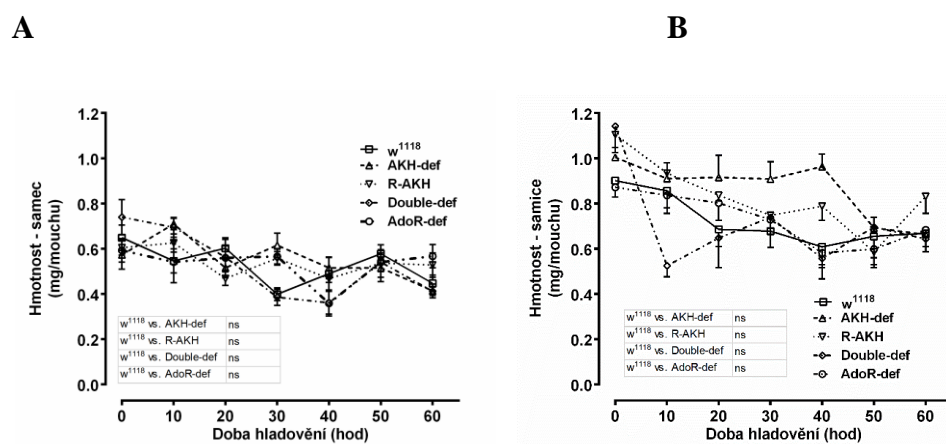 A
B
Hmotnost - samec
(mg/mouchu)
1.2
1.0
0.8
0.6
0.4
0.2
0.0
w1118
AKH-def
R-AKH
Double-def
AdoR-def
w1118 vs. AKH-def ns
w1118 vs. R-AKH ns
w1118 vs. Double-def ns
w1118 vs. AdoR-def ns
0 10 20 30 40 50 60
Doba hladovění (hod)
Hmotnost - samice
(mg/mouchu)
1.2
1.0
0.8
0.6
0.4
0.2
0.0
w1118 vs. AKH-def ns
w1118 vs. R-AKH ns
w1118 vs. Double-def ns
w1118 vs. AdoR-def ns
w1118
AKH-def
R-AKH
Double-def
AdoR-def
0 10 20 30 40 50 60
Doba hladovění (hod)